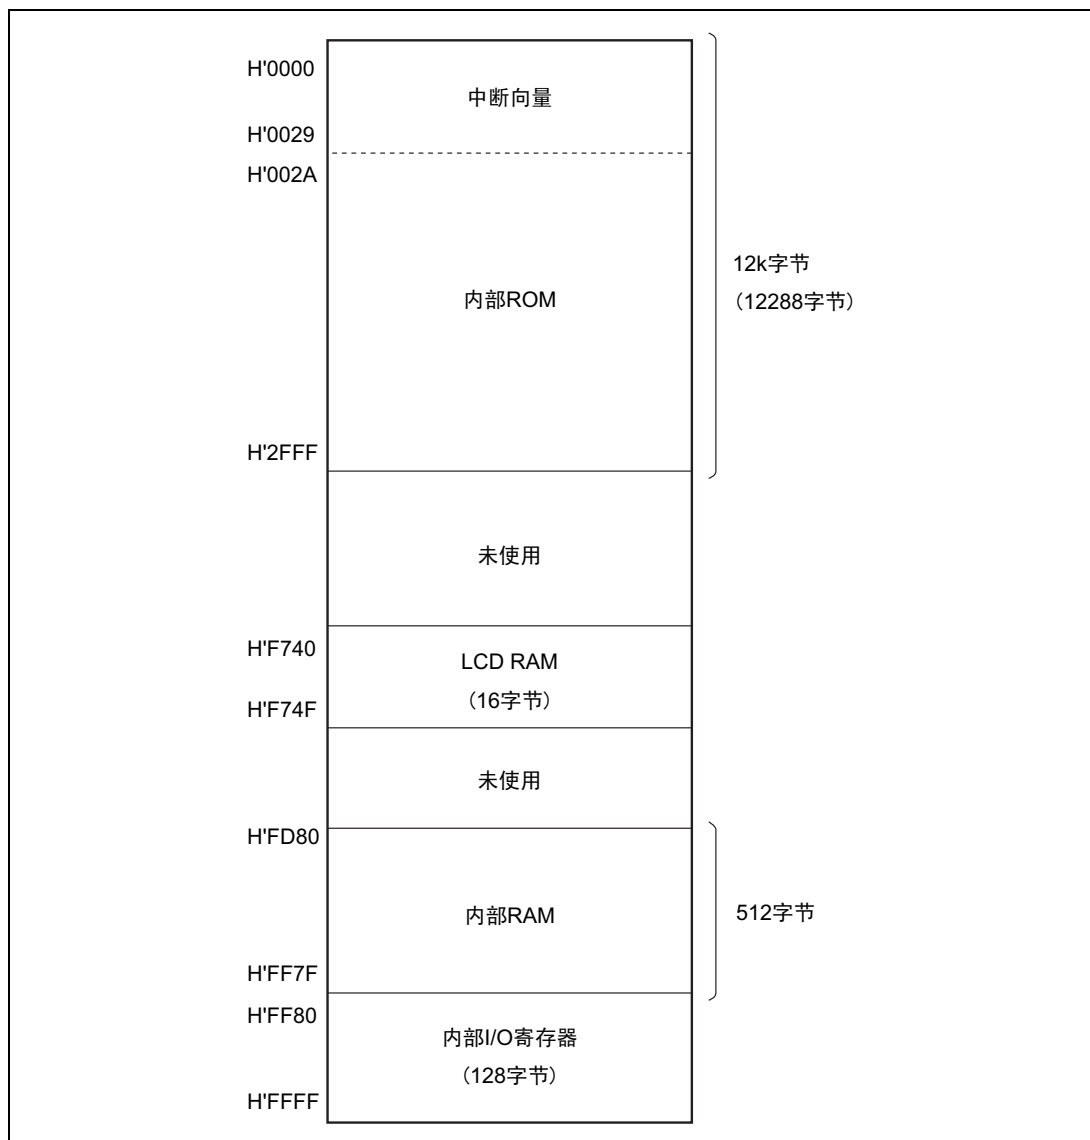 H'0000
中断向量
H'0029
H'002A
12k字节
（12288字节）
内部ROM
H'2FFF
未使用
H'F740
LCD RAM
（16字节）
H'F74F
未使用
H'FD80
内部RAM
512字节
H'FF7F
H'FF80
内部I/O寄存器
（128字节）
H'FFFF